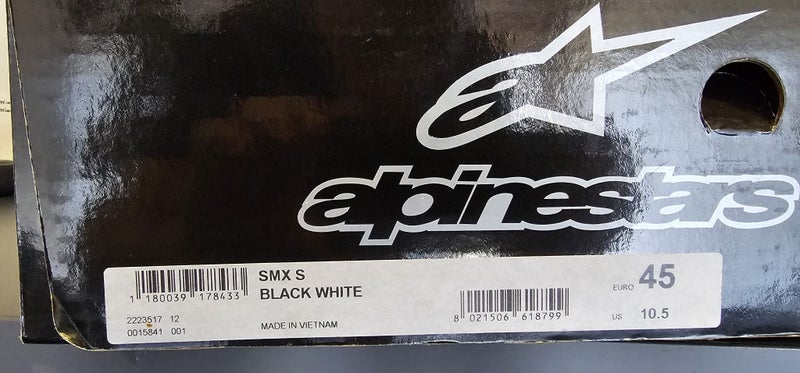 alpinestars
1 180039 178433
SMX S
BLACK WHITE
2223517 12
0015841 001
MADE IN VIETNAM
8 021506 618799
EURO 45
US 10.5